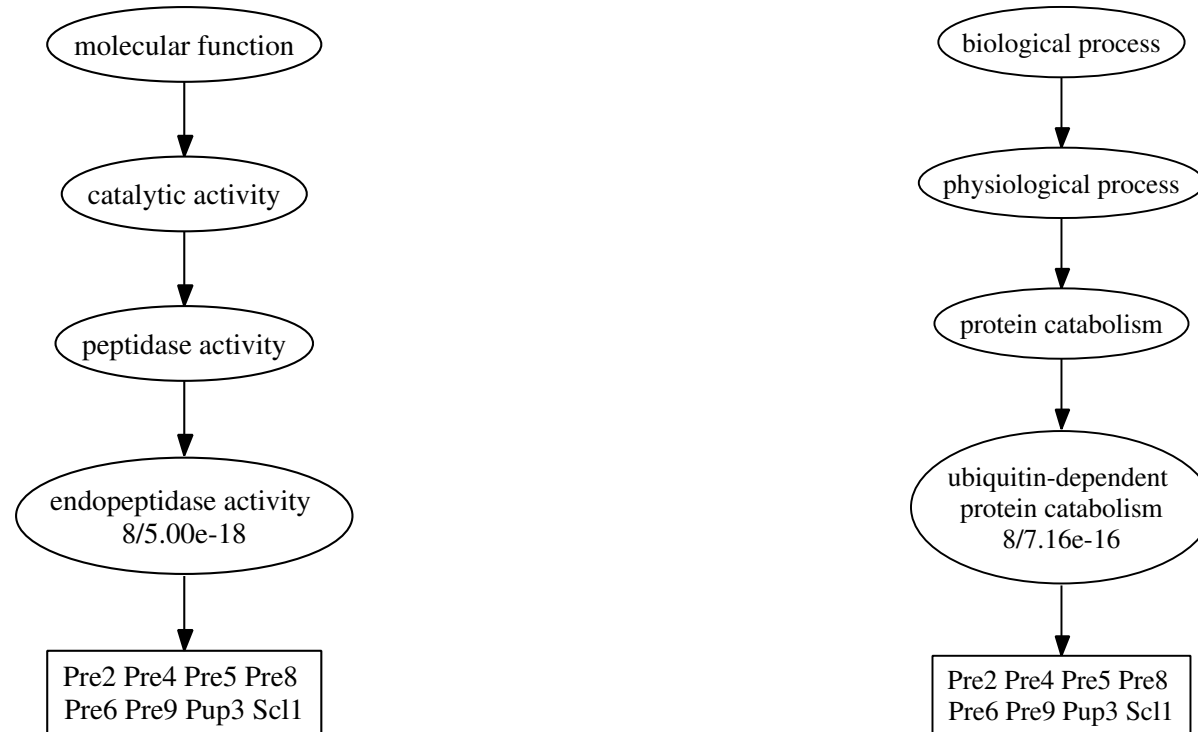 molecular function
catalytic activity
peptidase activity
endopeptidase activity
8/5.00e-18
Pre2 Pre4 Pre5 Pre8
Pre6 Pre9 Pup3 Scl1
biological process
physiological process
protein catabolism
ubiquitin-dependent
protein catabolism
8/7.16e-16
Pre2 Pre4 Pre5 Pre8
Pre6 Pre9 Pup3 Scl1